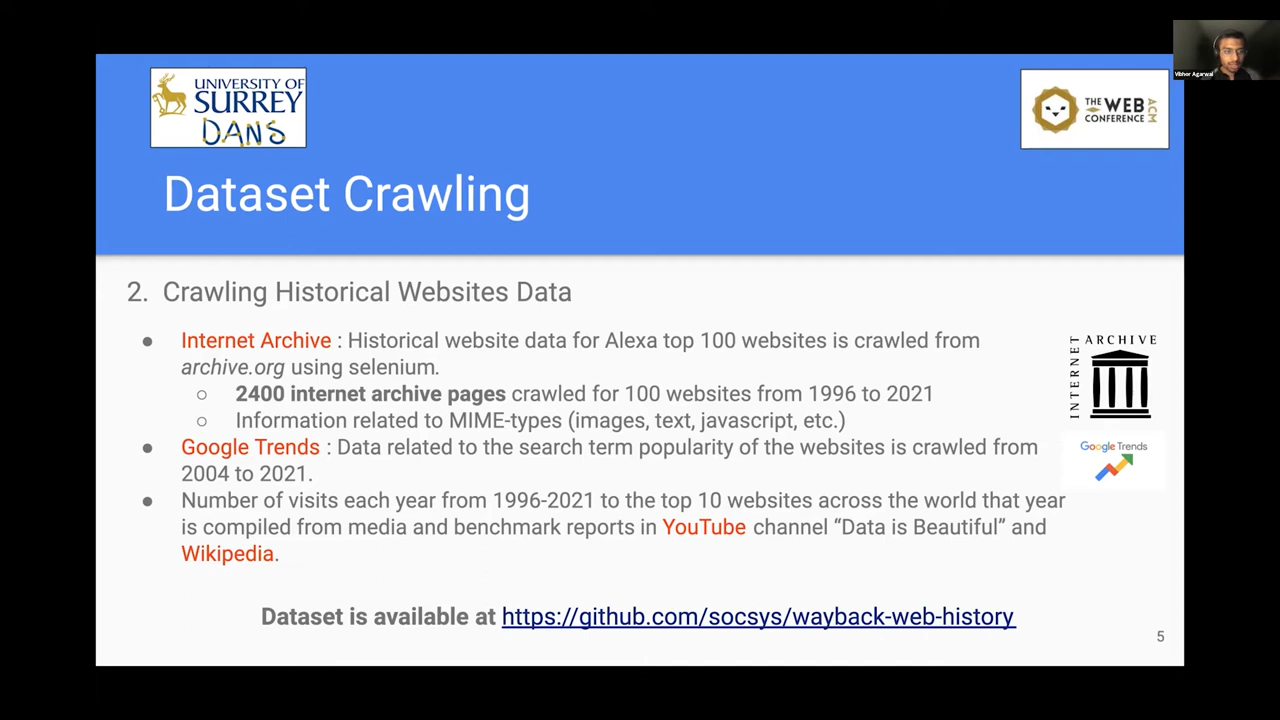 Vibhor Agarwal
UNIVERSITY OF
SURREY
DANS
THE WEB
CONFERENCE
ACM
Dataset Crawling
2. Crawling Historical Websites Data
● Internet Archive : Historical website data for Alexa top 100 websites is crawled from
archive.org using selenium.
○ 2400 internet archive pages crawled for 100 websites from 1996 to 2021
○ Information related to MIME-types (images, text, javascript, etc.)
● Google Trends : Data related to the search term popularity of the websites is crawled from
2004 to 2021.
● Number of visits each year from 1996-2021 to the top 10 websites across the world that year
is compiled from media and benchmark reports in YouTube channel “Data is Beautiful” and
Wikipedia.
INTERNET ARCHIVE
Google Trends
Dataset is available at https://github.com/socsys/wayback-web-history
5